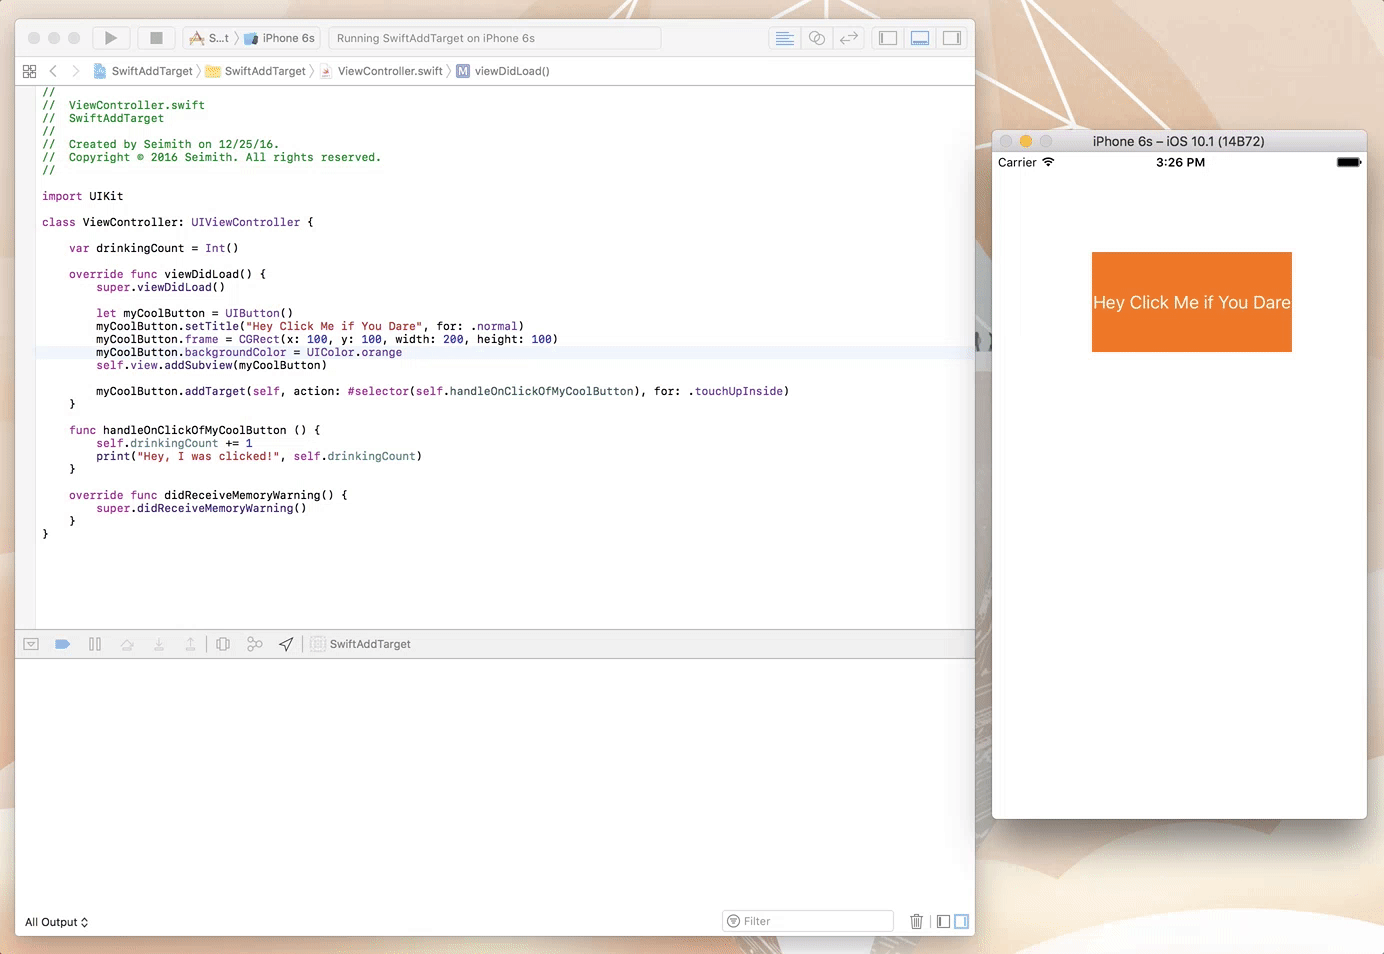 S...t 〉 iPhone 6s
Running SwiftAddTarget on iPhone 6s
SwiftAddTarget 〉 SwiftAddTarget 〉 ViewController.swift 〉 M viewDidLoad()
//
//  ViewController.swift
//  SwiftAddTarget
//
//  Created by Seimith on 12/25/16.
//  Copyright © 2016 Seimith. All rights reserved.
//
import UIKit
class ViewController: UIViewController {
    var drinkingCount = Int()
    override func viewDidLoad() {
        super.viewDidLoad()
        let myCoolButton = UIButton()
        myCoolButton.setTitle("Hey Click Me if You Dare", for: .normal)
        myCoolButton.frame = CGRect(x: 100, y: 100, width: 200, height: 100)
        myCoolButton.backgroundColor = UIColor.orange
        self.view.addSubview(myCoolButton)
        myCoolButton.addTarget(self, action: #selector(self.handleOnClickOfMyCoolButton), for: .touchUpInside)
    }
    func handleOnClickOfMyCoolButton () {
        self.drinkingCount += 1
        print("Hey, I was clicked!", self.drinkingCount)
    }
    override func didReceiveMemoryWarning() {
        super.didReceiveMemoryWarning()
    }
}
SwiftAddTarget
All Output
Filter
iPhone 6s – iOS 10.1 (14B72)
Carrier 3:26 PM
Hey Click Me if You Dare